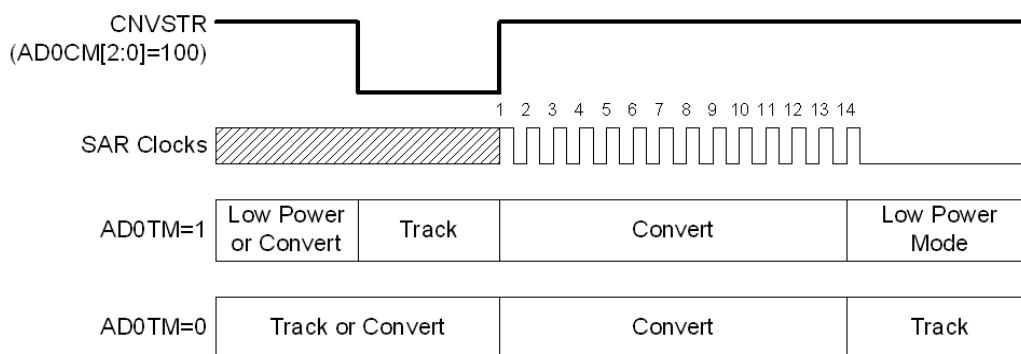 CNVSTR
(AD0CM[2:0]=100)
1 2 3 4 5 6 7 8 9 10 11 12 13 14
SAR Clocks
AD0TM=1
Low Power
or Convert
Track
Convert
Low Power
Mode
AD0TM=0
Track or Convert
Convert
Track